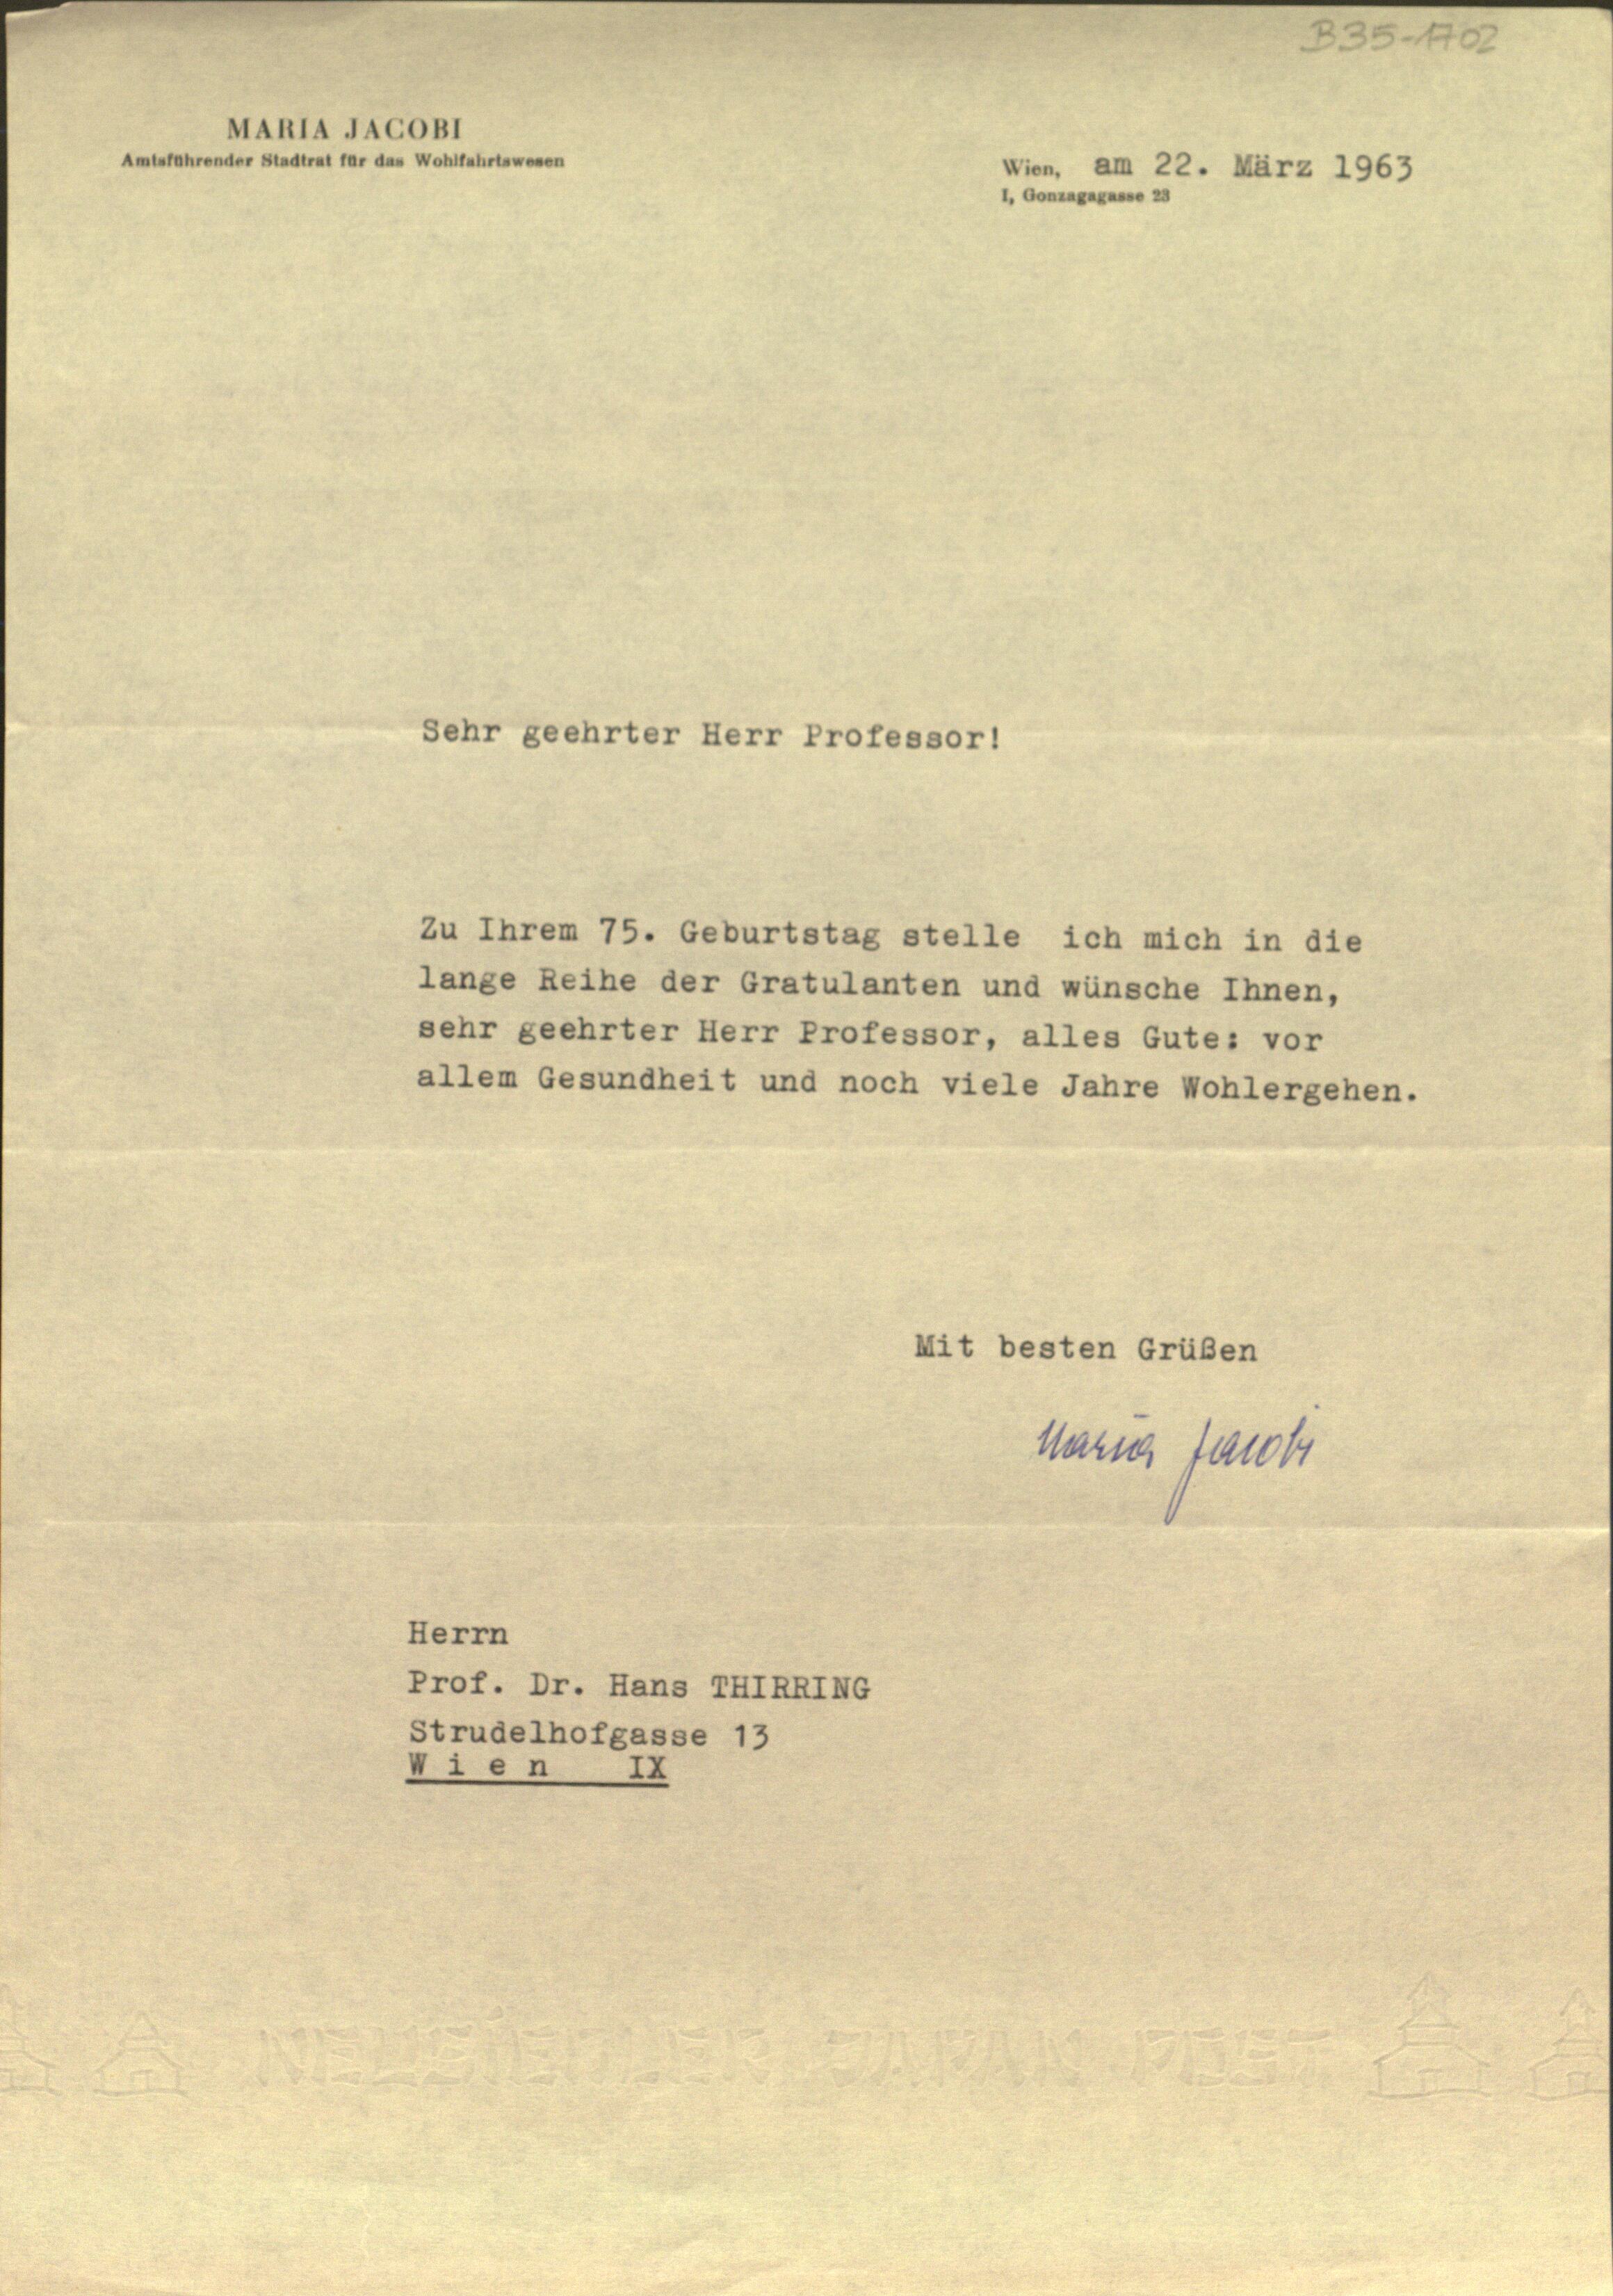 B35-1702
MARIA JACOBI
Amtsführender Stadtrat für das Wohlfahrtswesen
Wien, am 22. März 1963
I, Gonzagagasse 23
Sehr geehrter Herr Professor!
Zu Ihrem 75. Geburtstag stelle ich mich in die
lange Reihe der Gratulanten und wünsche Ihnen,
sehr geehrter Herr Professor, alles Gute: vor
allem Gesundheit und noch viele Jahre Wohlergehen.
Mit besten Grüßen
Maria Jacobi
Herrn
Prof. Dr. Hans THIRRING
Strudelhofgasse 13
W i e n IX
JAPAN POST